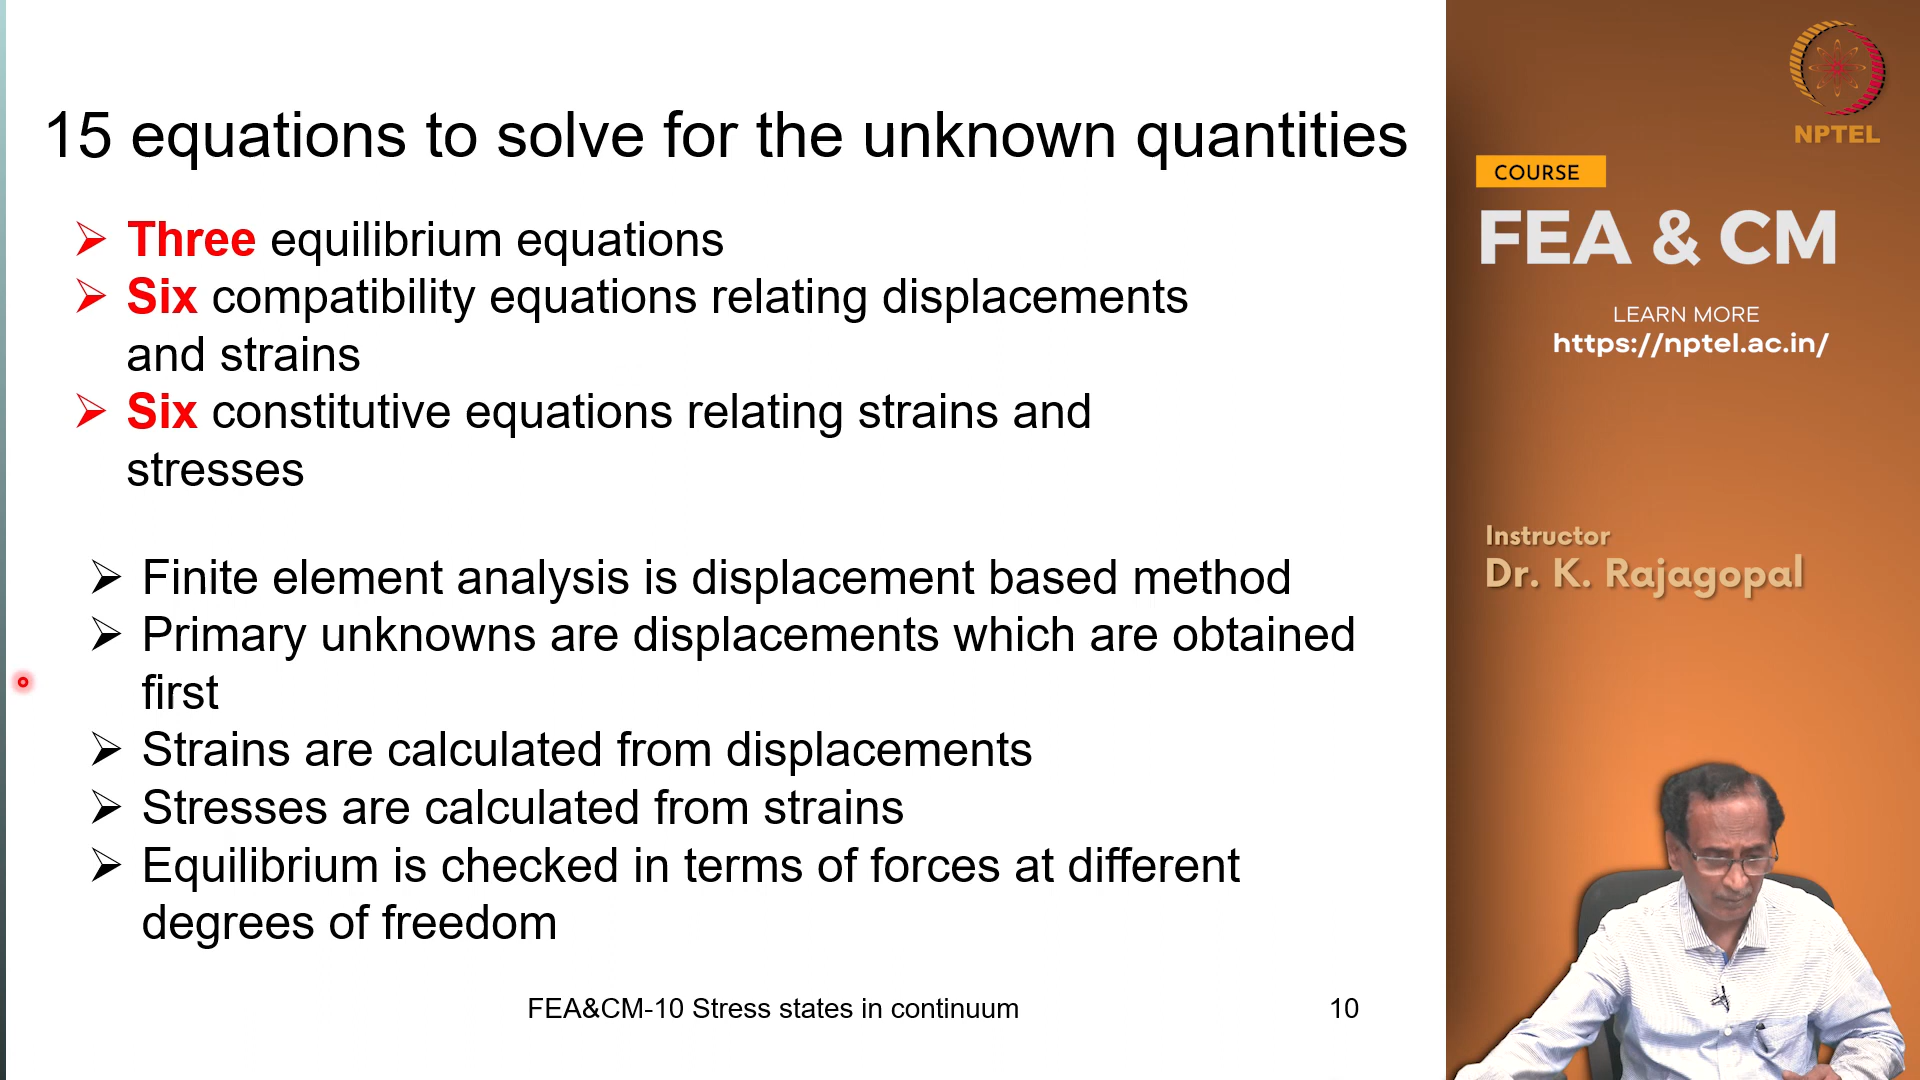 15 equations to solve for the unknown quantities
Three equilibrium equations
Six compatibility equations relating displacements
and strains
Six constitutive equations relating strains and
stresses
Finite element analysis is displacement based method
Primary unknowns are displacements which are obtained
first
Strains are calculated from displacements
Stresses are calculated from strains
Equilibrium is checked in terms of forces at different
degrees of freedom
FEA&CM-10 Stress states in continuum
10
NPTEL
COURSE
FEA & CM
LEARN MORE
https://nptel.ac.in/
Instructor
Dr. K. Rajagopal